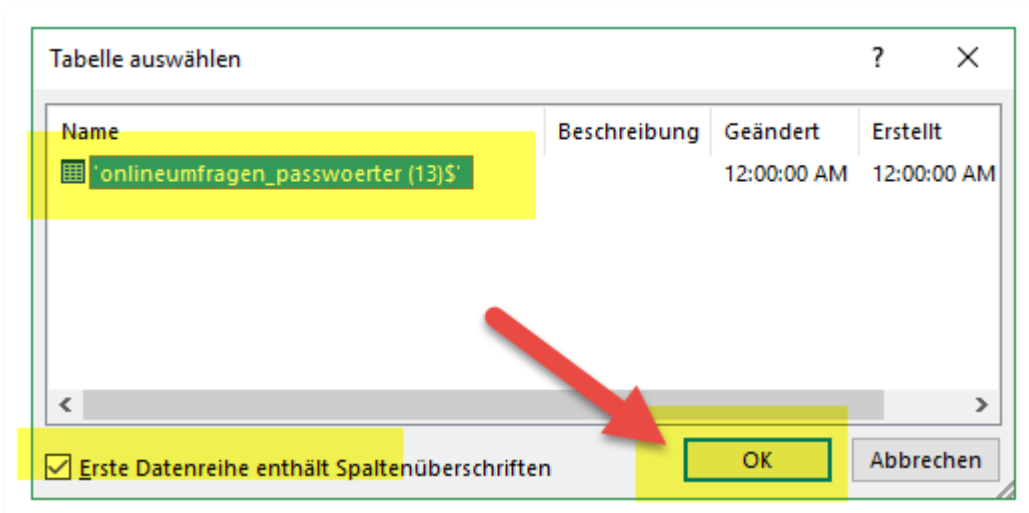 Tabelle auswählen ?
Name Beschreibung Geändert Erstellt
'onlineumfragen_passwoerter (13)$' 12:00:00 AM 12:00:00 AM
Erste Datenreihe enthält Spaltenüberschriften OK Abbrechen